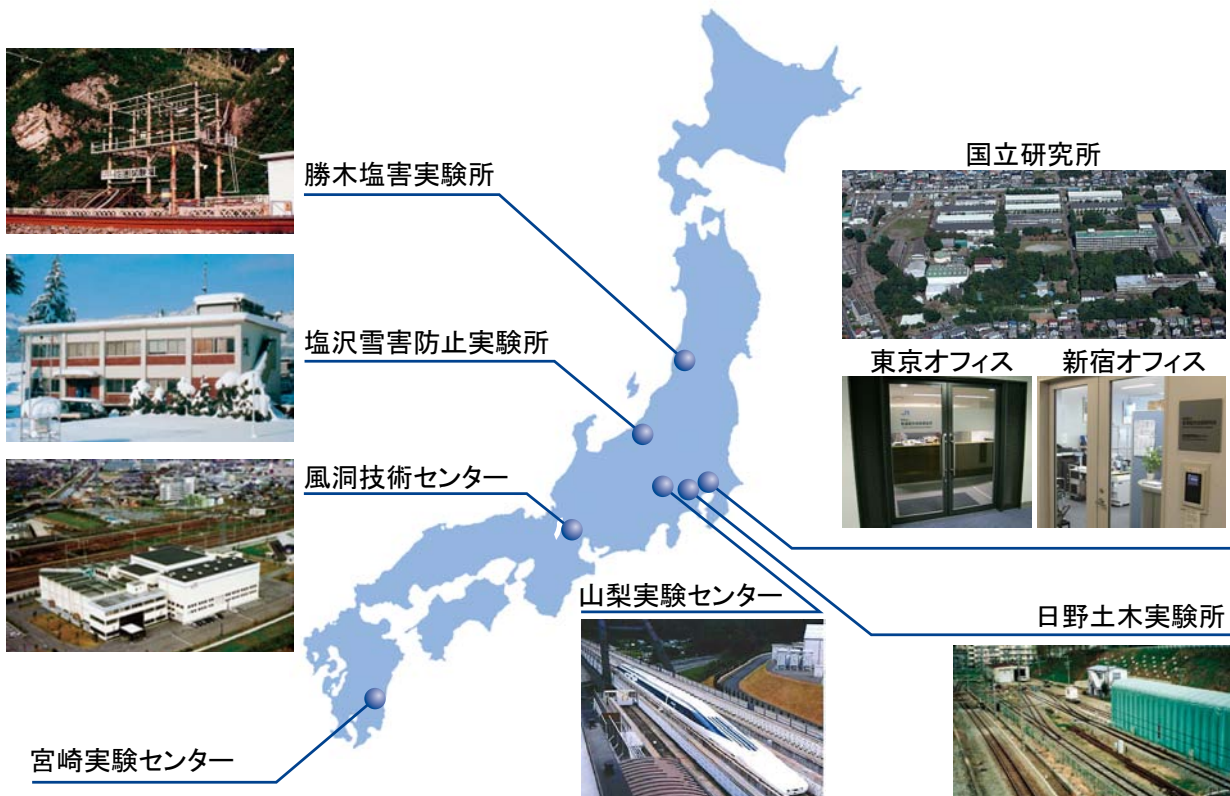 勝木塩害実験所
塩沢雪害防止実験所
風洞技術センター
宮崎実験センター
国立研究所
東京オフィス
新宿オフィス
山梨実験センター
日野土木実験所